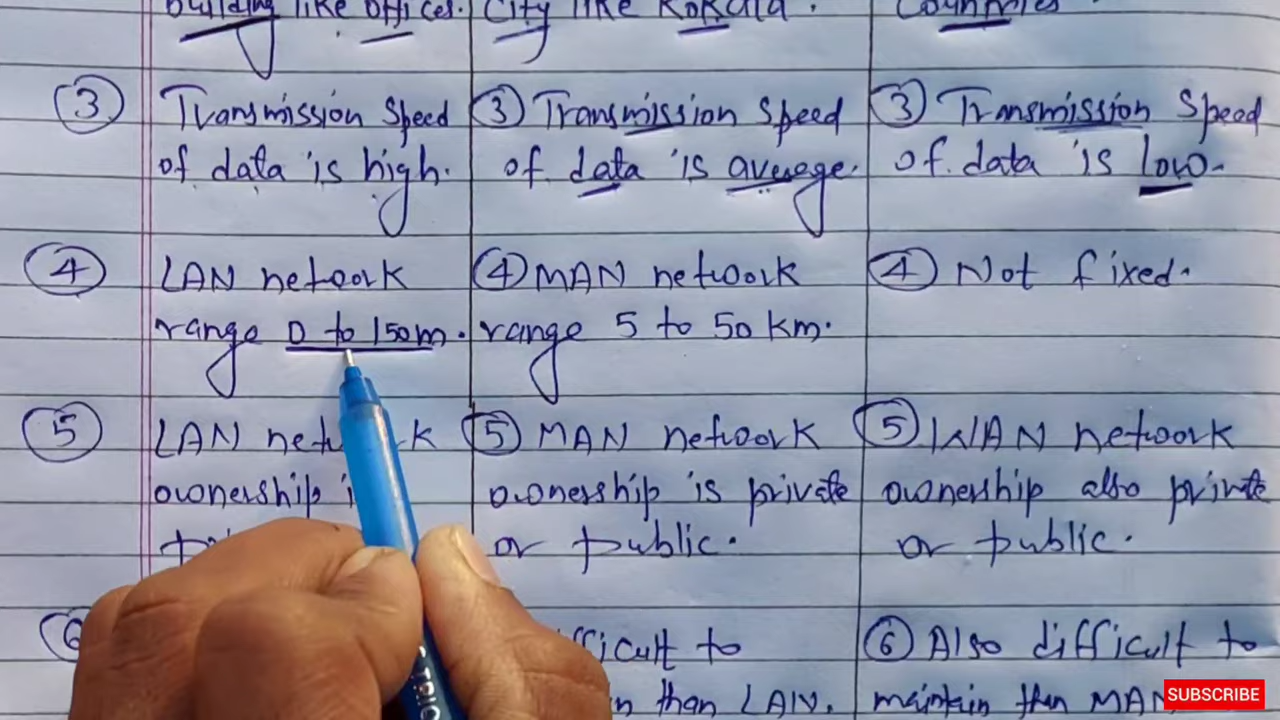 building like offices. City like Kolkata. Countries.
③ Transmission Speed ③ Transmission Speed ③ Transmission Speed
of data is high. of data is average. of data is low.
④ LAN network ④ MAN network ④ Not fixed.
range 0 to 150m. range 5 to 50 km.
⑤ LAN network ⑤ MAN network ⑤ WAN network
ownership ownership is private ownership also private
or public. or public.
to ⑥ Also difficult to
than LAN. maintain than MAN
SUBSCRIBE